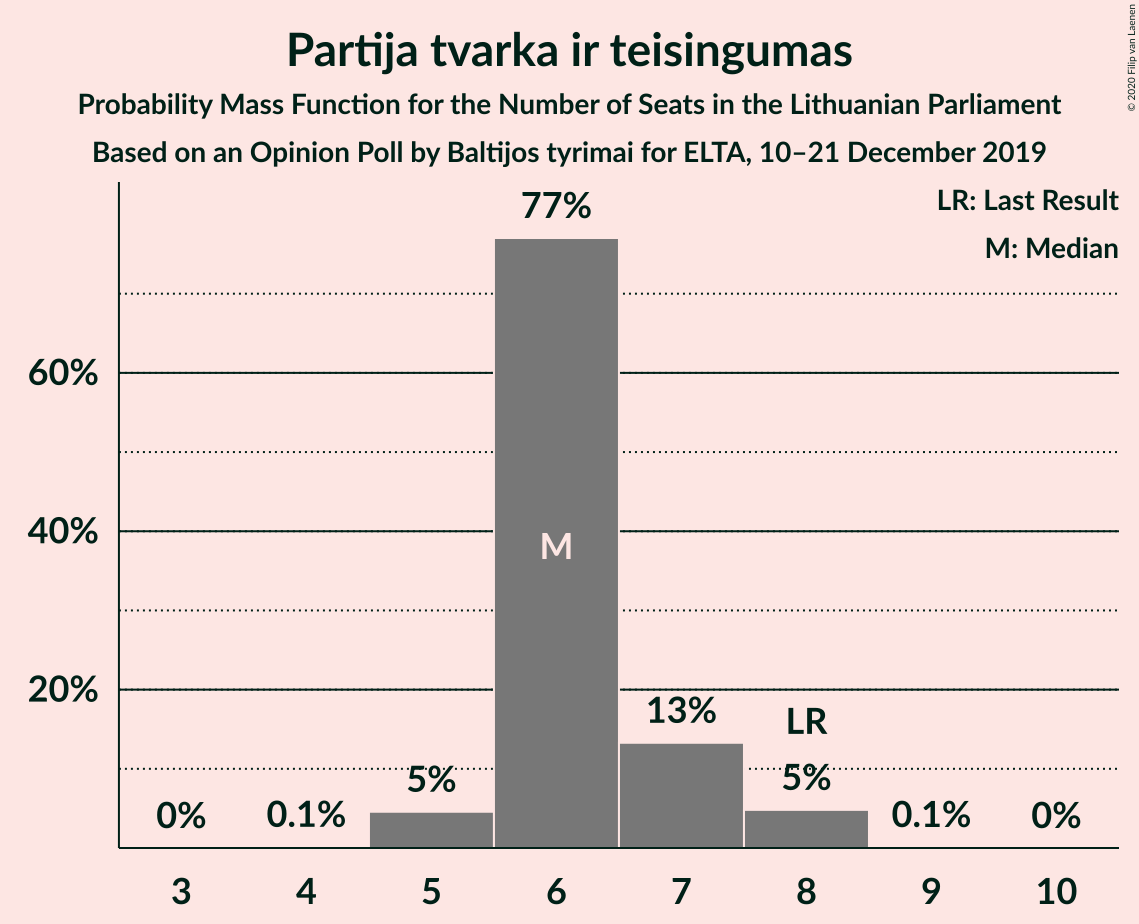 Partija tvarka ir teisingumas
Probability Mass Function for the Number of Seats in the Lithuanian Parliament
Based on an Opinion Poll by Baltijos tyrimai for ELTA, 10–21 December 2019
© 2020 Filip van Laenen
LR: Last Result
M: Median
77%
60%
40%
M
20%
13%
LR
5%
5%
0%
0.1%
0.1%
0%
3 4 5 6 7 8 9 10